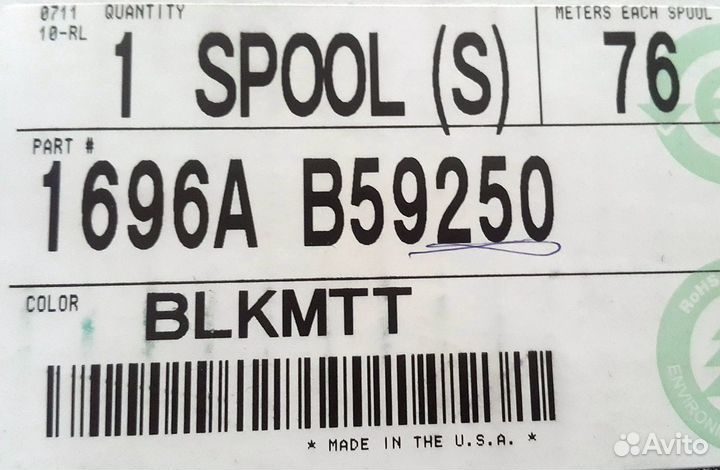 0711 QUANTITY METERS EACH SPOOL
10-RL 1 SPOOL (S) 76
PART #
1696A B59250
COLOR BLKMTT
* MADE IN THE U.S.A. *
RoHS
Avito